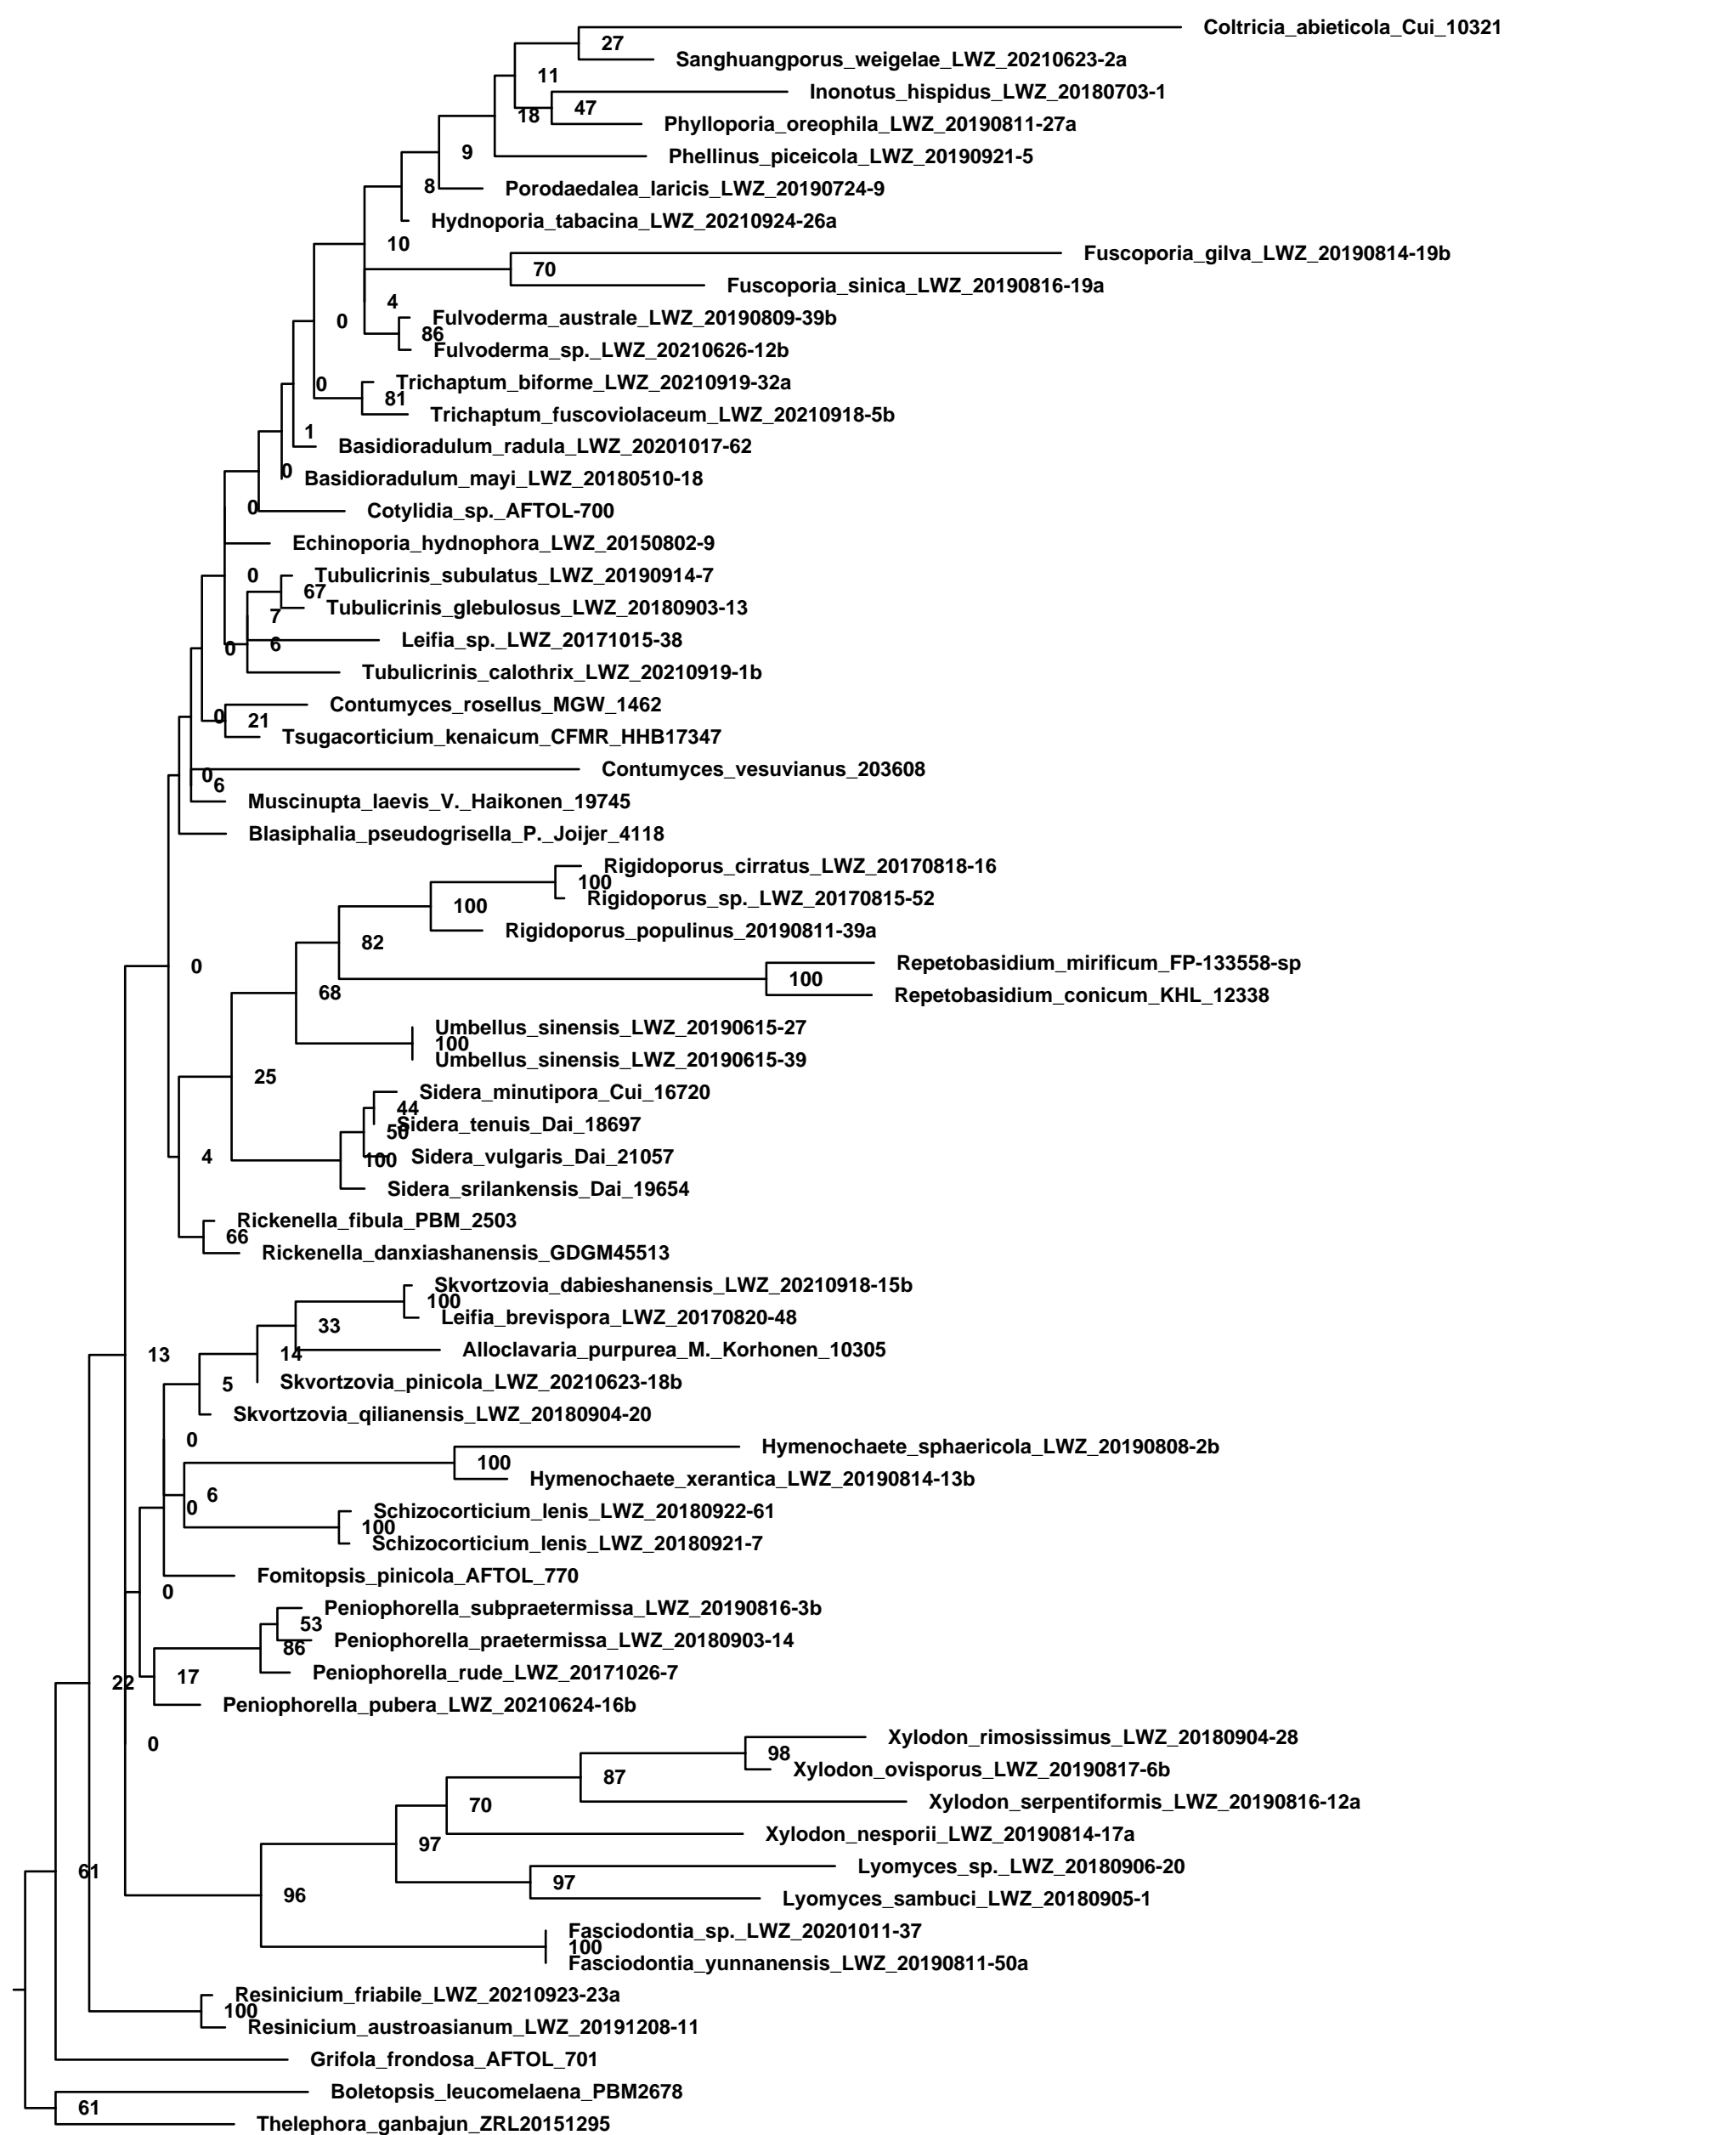 Coltricia_abieticola_Cui_10321
27
Sanghuangporus_weigelae_LWZ_20210623-2a
11
Inonotus_hispidus_LWZ_20180703-1
18 47
Phylloporia_oreophila_LWZ_20190811-27a
9
Phellinus_piceicola_LWZ_20190921-5
8
Porodaedalea_laricis_LWZ_20190724-9
Hydnoporia_tabacina_LWZ_20210924-26a
10
Fuscoporia_gilva_LWZ_20190814-19b
70
Fuscoporia_sinica_LWZ_20190816-19a
4
Fulvoderma_australe_LWZ_20190809-39b
0 86
Fulvoderma_sp._LWZ_20210626-12b
0
Trichaptum_biforme_LWZ_20210919-32a
81
Trichaptum_fuscoviolaceum_LWZ_20210918-5b
1
Basidioradulum_radula_LWZ_20201017-62
0
Basidioradulum_mayi_LWZ_20180510-18
0
Cotylidia_sp._AFTOL-700
Echinoporia_hydnophora_LWZ_20150802-9
0
Tubulicrinis_subulatus_LWZ_20190914-7
67
Tubulicrinis_glebulosus_LWZ_20180903-13
7
Leifia_sp._LWZ_20171015-38
0 6
Tubulicrinis_calothrix_LWZ_20210919-1b
Contumyces_rosellus_MGW_1462
0 21
Tsugacorticium_kenaicum_CFMR_HHB17347
Contumyces_vesuvianus_203608
0 6
Muscinupta_laevis_V._Haikonen_19745
Blasiphalia_pseudogrisella_P._Joijer_4118
Rigidoporus_cirratus_LWZ_20170818-16
100
Rigidoporus_sp._LWZ_20170815-52
100
Rigidoporus_populinus_20190811-39a
82
Repetobasidium_mirificum_FP-133558-sp
0
100
Repetobasidium_conicum_KHL_12338
68
Umbellus_sinensis_LWZ_20190615-27
100
Umbellus_sinensis_LWZ_20190615-39
25
Sidera_minutipora_Cui_16720
44
Sidera_tenuis_Dai_18697
50
Sidera_vulgaris_Dai_21057
4 100
Sidera_srilankensis_Dai_19654
Rickenella_fibula_PBM_2503
66
Rickenella_danxiashanensis_GDGM45513
Skvortzovia_dabieshanensis_LWZ_20210918-15b
100
Leifia_brevispora_LWZ_20170820-48
33
Alloclavaria_purpurea_M._Korhonen_10305
13 14
Skvortzovia_pinicola_LWZ_20210623-18b
5
Skvortzovia_qilianensis_LWZ_20180904-20
0
Hymenochaete_sphaericola_LWZ_20190808-2b
100
Hymenochaete_xerantica_LWZ_20190814-13b
6
0
Schizocorticium_lenis_LWZ_20180922-61
100
Schizocorticium_lenis_LWZ_20180921-7
Fomitopsis_pinicola_AFTOL_770
0
Peniophorella_subpraetermissa_LWZ_20190816-3b
53
Peniophorella_praetermissa_LWZ_20180903-14
86
Peniophorella_rude_LWZ_20171026-7
22 17
Peniophorella_pubera_LWZ_20210624-16b
0
Xylodon_rimosissimus_LWZ_20180904-28
98
Xylodon_ovisporus_LWZ_20190817-6b
87
Xylodon_serpentiformis_LWZ_20190816-12a
70
Xylodon_nesporii_LWZ_20190814-17a
97
Lyomyces_sp._LWZ_20180906-20
61
97
Lyomyces_sambuci_LWZ_20180905-1
96
Fasciodontia_sp._LWZ_20201011-37
100
Fasciodontia_yunnanensis_LWZ_20190811-50a
Resinicium_friabile_LWZ_20210923-23a
100
Resinicium_austroasianum_LWZ_20191208-11
Grifola_frondosa_AFTOL_701
Boletopsis_leucomelaena_PBM2678
61
Thelephora_ganbajun_ZRL20151295